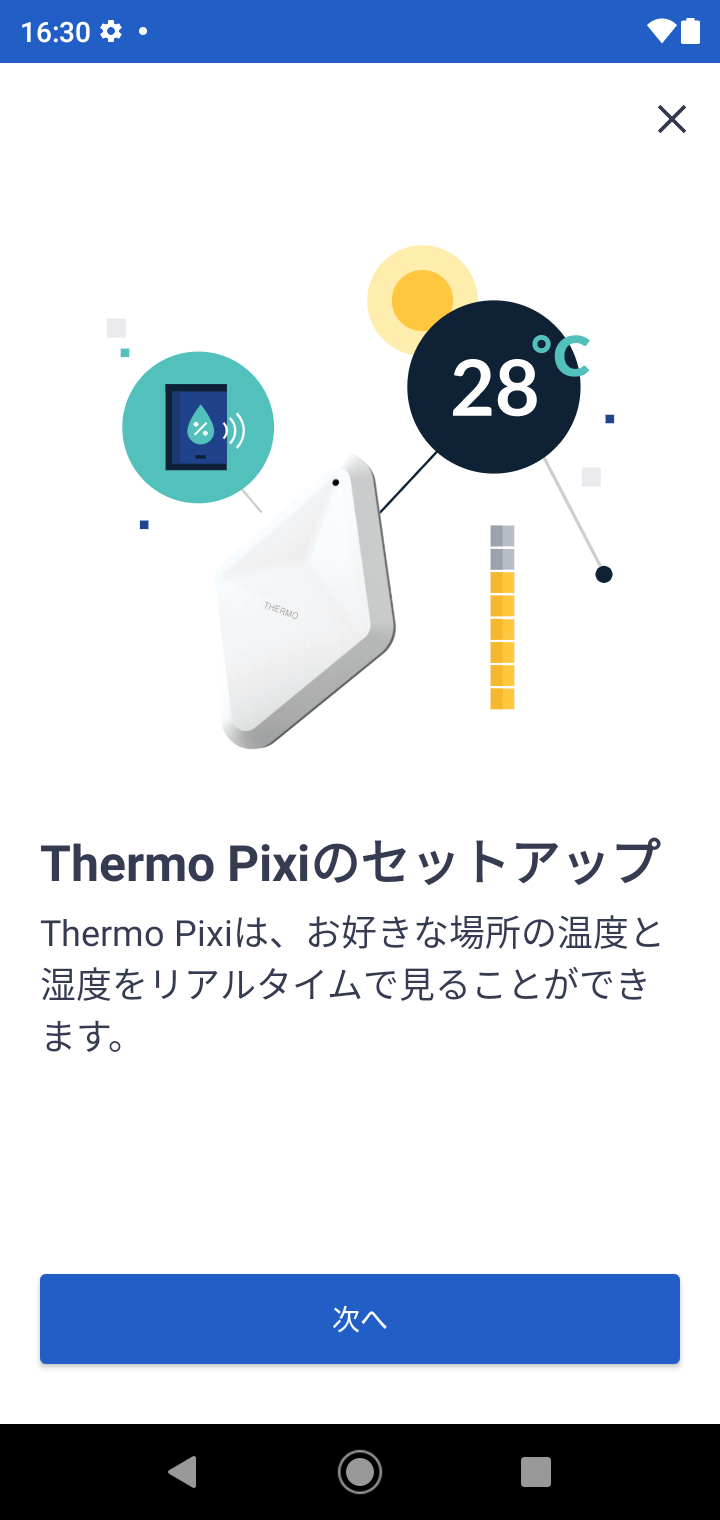 16:30
28
°C
THERMO
Thermo Pixiのセットアップ
Thermo Pixiは、お好きな場所の温度と
湿度をリアルタイムで見ることができ
ます。
次へ